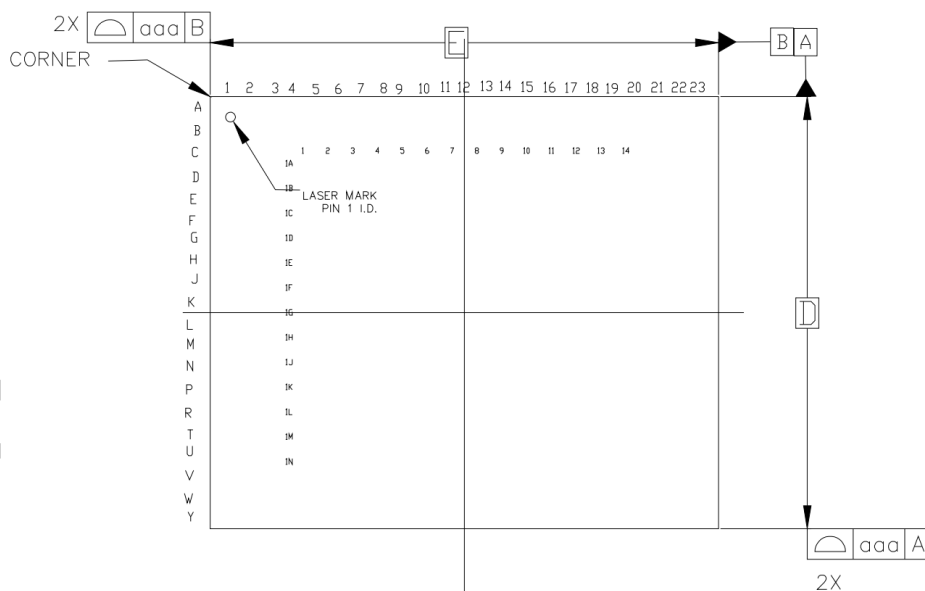 2X aaa B
E
B A
CORNER
1 2 3 4 5 6 7 8 9 10 11 12 13 14 15 16 17 18 19 20 21 22 23
A
B
C
D
E
F
G
H
J
K
L
M
N
P
R
T
U
V
W
Y
1 2 3 4 5 6 7 8 9 10 11 12 13 14
1A
1B
1C
1D
1E
1F
1G
1H
1J
1K
1L
1M
1N
LASER MARK
PIN 1 I.D.
D
aaa A
2X